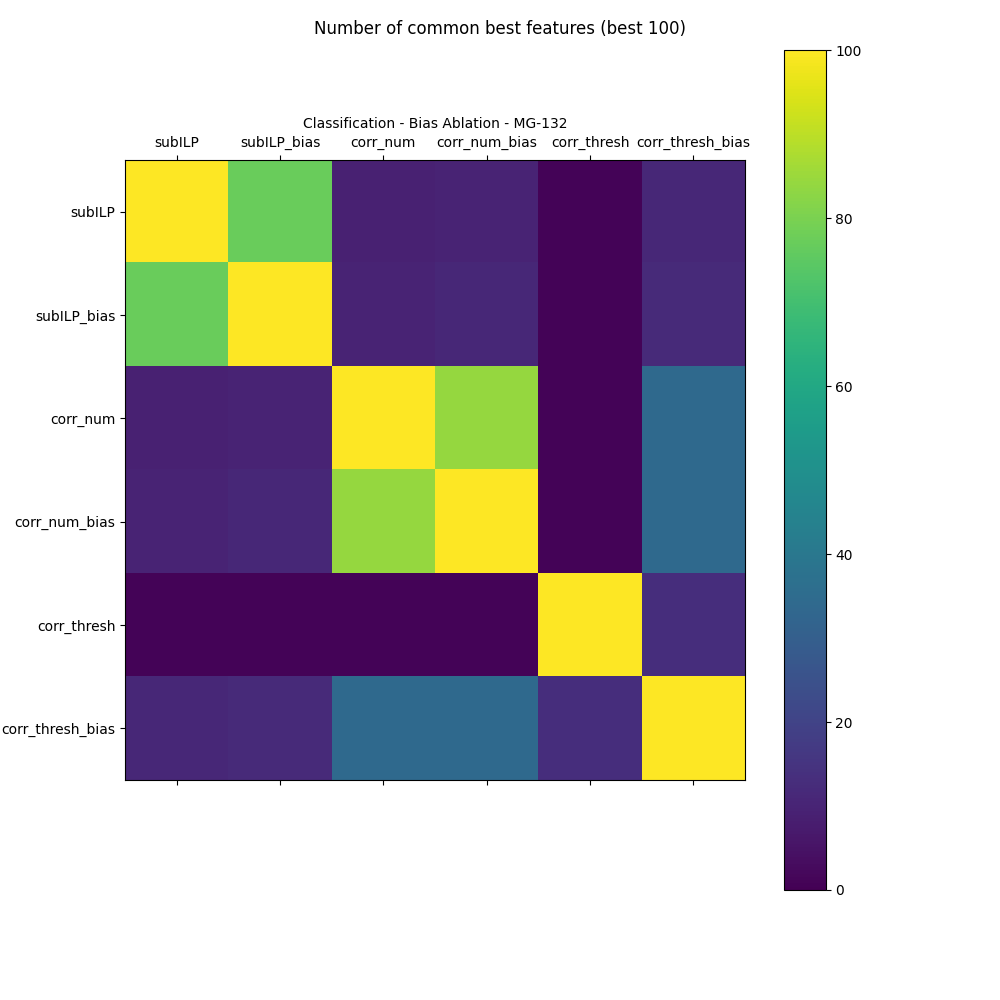 Number of common best features (best 100)
Classification - Bias Ablation - MG-132
subILP subILP_bias corr_num corr_num_bias corr_thresh corr_thresh_bias
subILP
subILP_bias
corr_num
corr_num_bias
corr_thresh
corr_thresh_bias
100
80
60
40
20
0